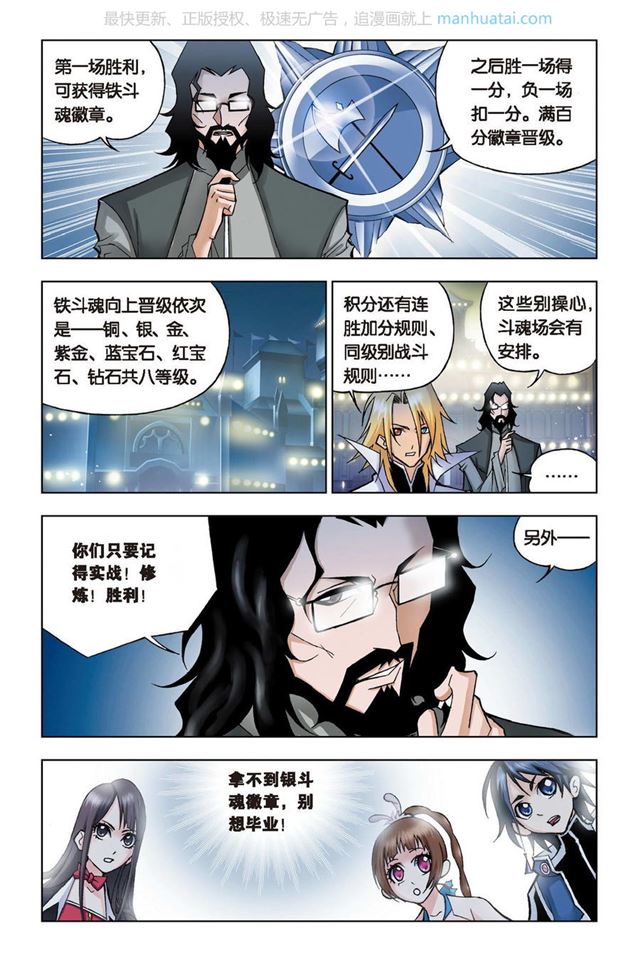 最快更新、正版授权、极速无广告，追漫画就上 manhuatai.com
第一场胜利，
可获得铁斗
魂徽章。
之后胜一场得
一分，负一场
扣一分。满百
分徽章晋级。
铁斗魂向上晋级依次
是——铜、银、金、
紫金、蓝宝石、红宝
石、钻石共八等级。
积分还有连
胜加分规则、
同级别战斗
规则……
这些别操心，
斗魂场会有
安排。
……
你们只要记
得实战！修
炼！胜利！
另外——
拿不到银斗
魂徽章，别
想毕业！